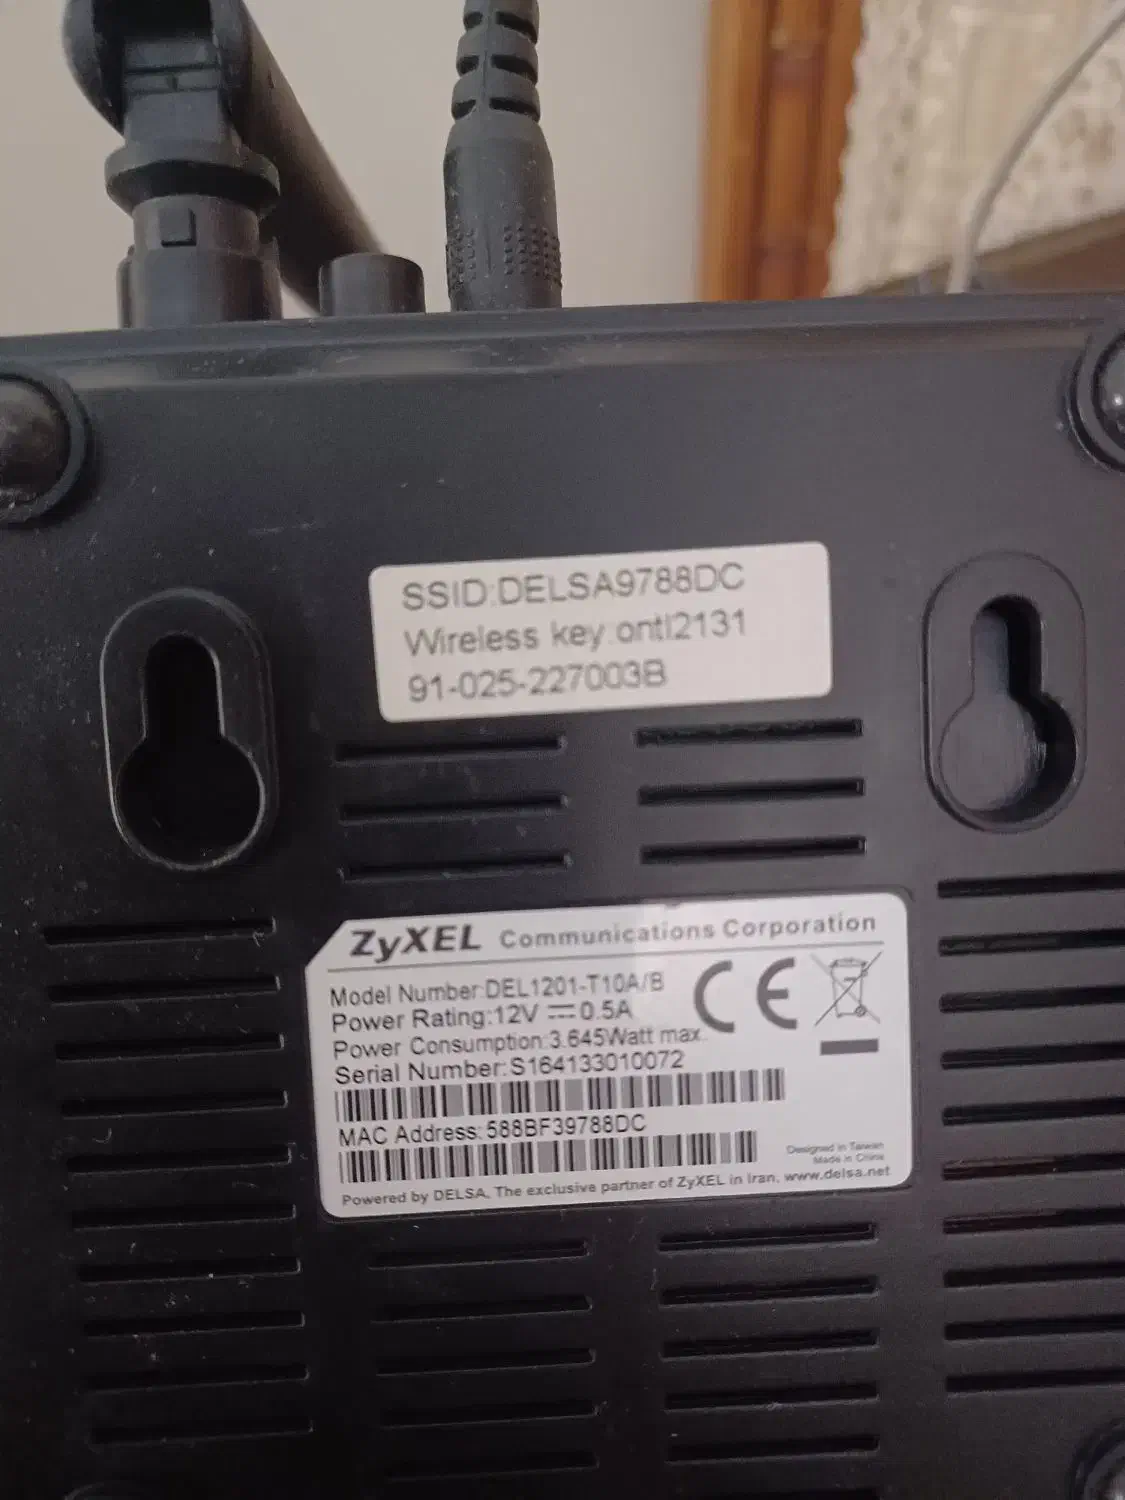 SSID:DELSA9788DC
Wireless key:ontl2131
91-025-227003B
ZyXEL Communications Corporation
Model Number:DEL1201-T10A/B
Power Rating:12V ⎓ 0.5A
Power Consumption:3.645Watt max.
Serial Number:S164133010072
MAC Address:588BF39788DC
Designed in Taiwan
Made in China
Powered by DELSA, The exclusive partner of ZyXEL in Iran, www.delsa.net
CE